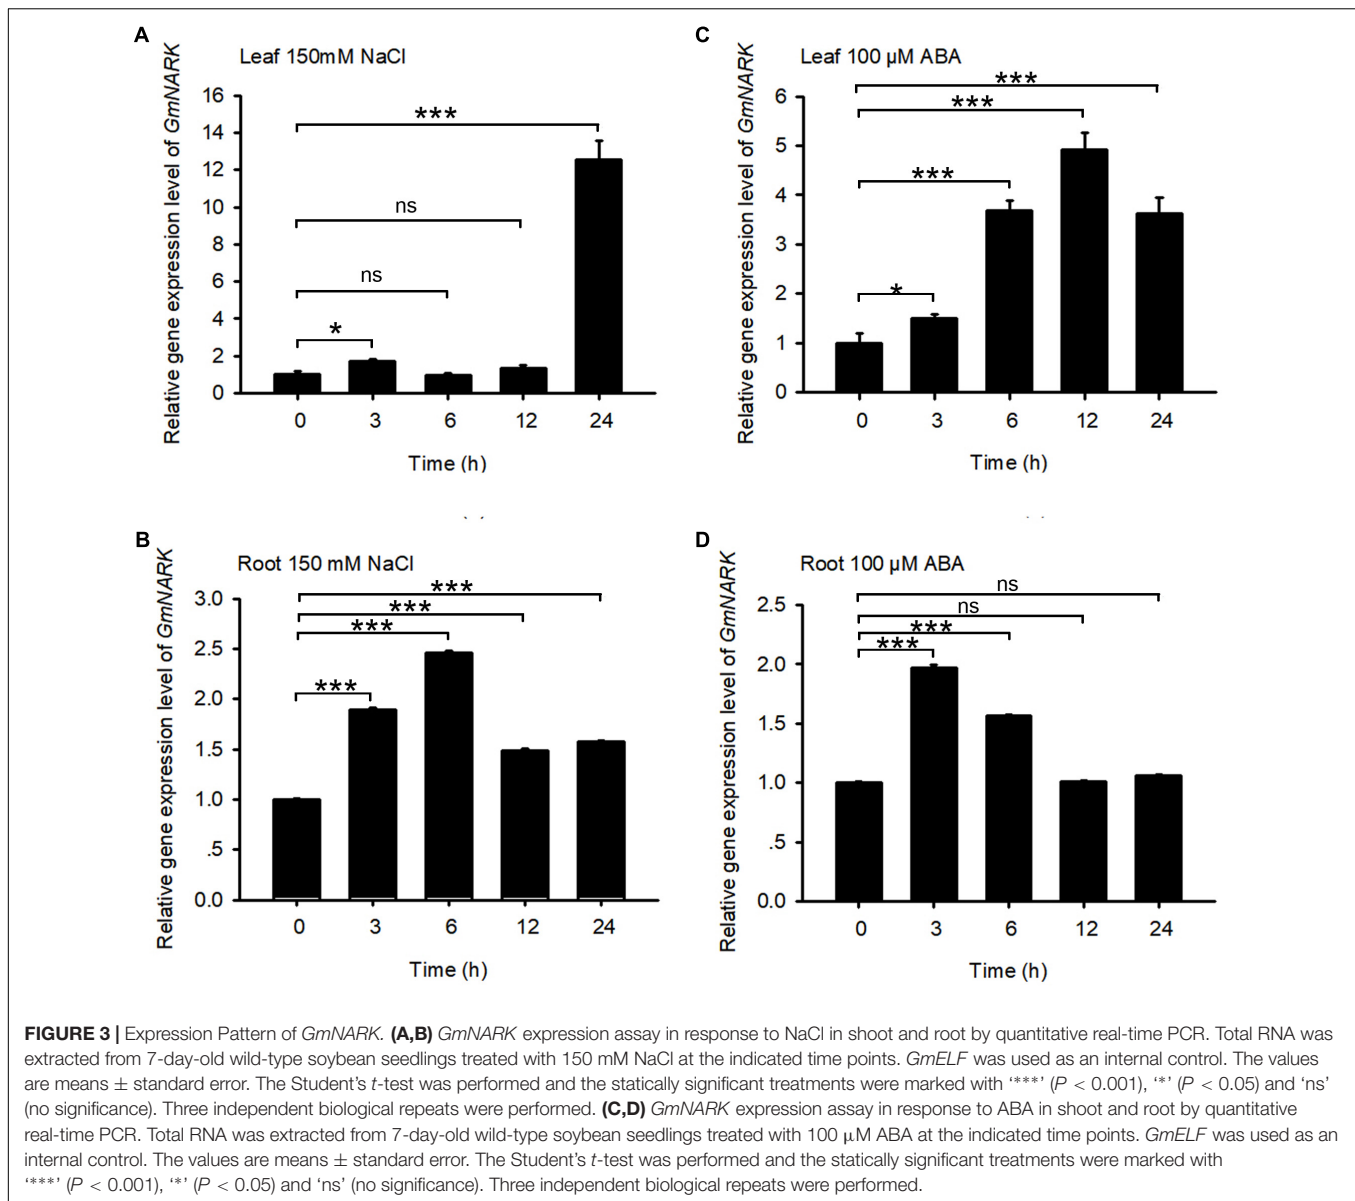 A
Leaf 150mM NaCl
Relative gene expression level of GmNARK
16
14
12
10
8
6
4
2
0
***
ns
ns
*
0 3 6 12 24
Time (h)
C
Leaf 100 µM ABA
Relative gene expression level of GmNARK
6
5
4
3
2
1
0
***
***
***
*
0 3 6 12 24
Time (h)
B
Root 150 mM NaCl
Relative gene expression level of GmNARK
3.0
2.5
2.0
1.5
1.0
.5
0.0
***
***
***
***
0 3 6 12 24
Time (h)
D
Root 100 µM ABA
Relative gene expression level of GmNARK
2.5
2.0
1.5
1.0
.5
0.0
ns
ns
***
***
0 3 6 12 24
Time (h)
FIGURE 3 | Expression Pattern of GmNARK. (A,B) GmNARK expression assay in response to NaCl in shoot and root by quantitative real-time PCR. Total RNA was
extracted from 7-day-old wild-type soybean seedlings treated with 150 mM NaCl at the indicated time points. GmELF was used as an internal control. The values
are means ± standard error. The Student’s t-test was performed and the statically significant treatments were marked with ‘***’ (P < 0.001), ‘*’ (P < 0.05) and ‘ns’
(no significance). Three independent biological repeats were performed. (C,D) GmNARK expression assay in response to ABA in shoot and root by quantitative
real-time PCR. Total RNA was extracted from 7-day-old wild-type soybean seedlings treated with 100 µM ABA at the indicated time points. GmELF was used as an
internal control. The values are means ± standard error. The Student’s t-test was performed and the statically significant treatments were marked with
‘***’ (P < 0.001), ‘*’ (P < 0.05) and ‘ns’ (no significance). Three independent biological repeats were performed.